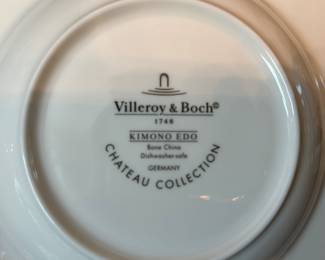 Villeroy & Boch©
1748
KIMONO EDO
Bone China
Dishwasher-safe
GERMANY
CHATEAU COLLECTION